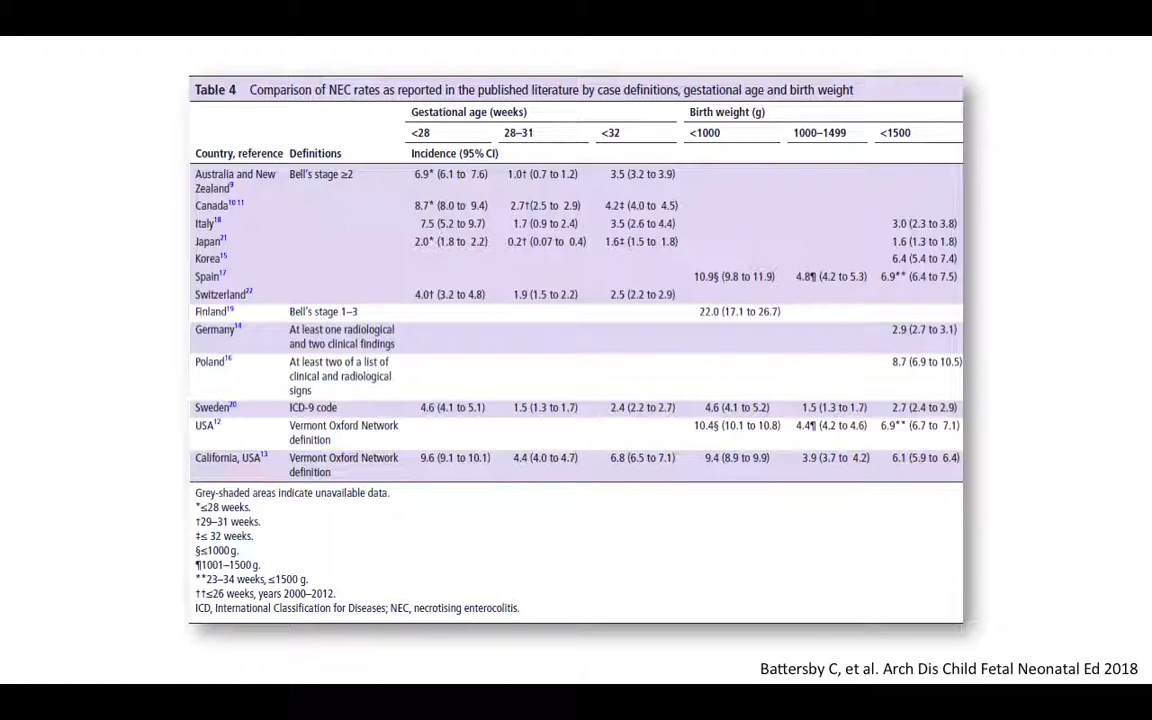 Table 4 Comparison of NEC rates as reported in the published literature by case definitions, gestational age and birth weight
Gestational age (weeks) Birth weight (g)
<28 28–31 <32 <1000 1000–1499 <1500
Country, reference Definitions Incidence (95% CI)
Australia and New Bell's stage ≥2 6.9* (6.1 to 7.6) 1.0† (0.7 to 1.2) 3.5 (3.2 to 3.9)
Zealand9
Canada10 11 8.7* (8.0 to 9.4) 2.7†(2.5 to 2.9) 4.2‡ (4.0 to 4.5)
Italy18 7.5 (5.2 to 9.7) 1.7 (0.9 to 2.4) 3.5 (2.6 to 4.4) 3.0 (2.3 to 3.8)
Japan21 2.0* (1.8 to 2.2) 0.2† (0.07 to 0.4) 1.6‡ (1.5 to 1.8) 1.6 (1.3 to 1.8)
Korea15 6.4 (5.4 to 7.4)
Spain17 10.9§ (9.8 to 11.9) 4.8¶ (4.2 to 5.3) 6.9** (6.4 to 7.5)
Switzerland22 4.0† (3.2 to 4.8) 1.9 (1.5 to 2.2) 2.5 (2.2 to 2.9)
Finland19 Bell's stage 1–3 22.0 (17.1 to 26.7)
Germany14 At least one radiological 2.9 (2.7 to 3.1)
and two clinical findings
Poland16 At least two of a list of 8.7 (6.9 to 10.5)
clinical and radiological
signs
Sweden20 ICD-9 code 4.6 (4.1 to 5.1) 1.5 (1.3 to 1.7) 2.4 (2.2 to 2.7) 4.6 (4.1 to 5.2) 1.5 (1.3 to 1.7) 2.7 (2.4 to 2.9)
USA12 Vermont Oxford Network 10.4§ (10.1 to 10.8) 4.4¶ (4.2 to 4.6) 6.9** (6.7 to 7.1)
definition
California, USA13 Vermont Oxford Network 9.6 (9.1 to 10.1) 4.4 (4.0 to 4.7) 6.8 (6.5 to 7.1) 9.4 (8.9 to 9.9) 3.9 (3.7 to 4.2) 6.1 (5.9 to 6.4)
definition
Grey-shaded areas indicate unavailable data.
*≤28 weeks.
†29–31 weeks.
‡≤ 32 weeks.
§≤1000 g.
¶1001–1500 g.
**23–34 weeks, ≤1500 g.
††≤26 weeks, years 2000–2012.
ICD, International Classification for Diseases; NEC, necrotising enterocolitis.
Battersby C, et al. Arch Dis Child Fetal Neonatal Ed 2018